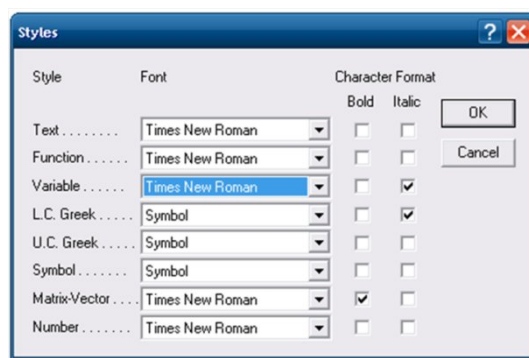 Styles
Style Font Character Format
Bold Italic
OK
Cancel
Text . . . . . . . . Times New Roman
Function . . . . . . Times New Roman
Variable . . . . . . Times New Roman
L.C. Greek . . . . . Symbol
U.C. Greek . . . . . Symbol
Symbol . . . . . . . Symbol
Matrix-Vector . . . . Times New Roman
Number . . . . . . . Times New Roman